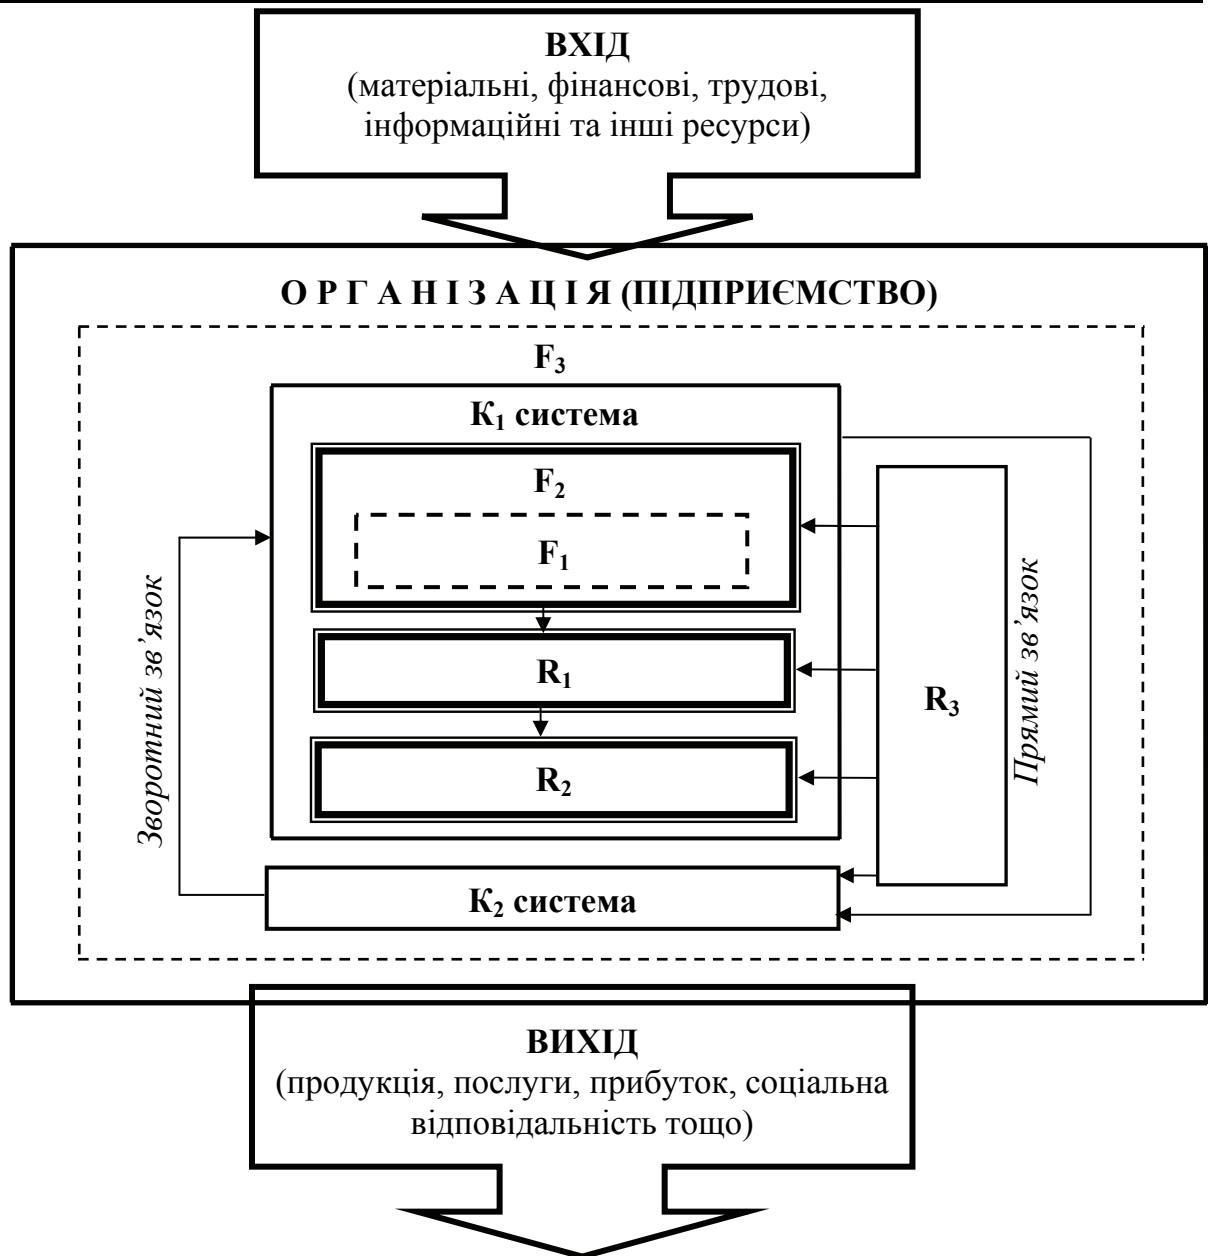 ВХІД
(матеріальні, фінансові, трудові,
інформаційні та інші ресурси)
О Р Г А Н І З А Ц І Я (ПІДПРИЄМСТВО)
F₃
К₁ система
F₂
F₁
R₁
R₂
R₃
Зворотний зв’язок
Прямий зв’язок
К₂ система
ВИХІД
(продукція, послуги, прибуток, соціальна
відповідальність тощо)